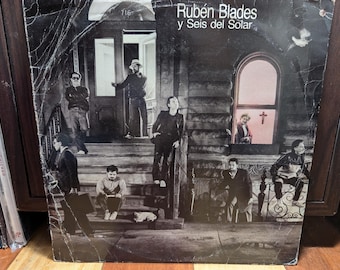 Rubén Blades
y Seis del Solar